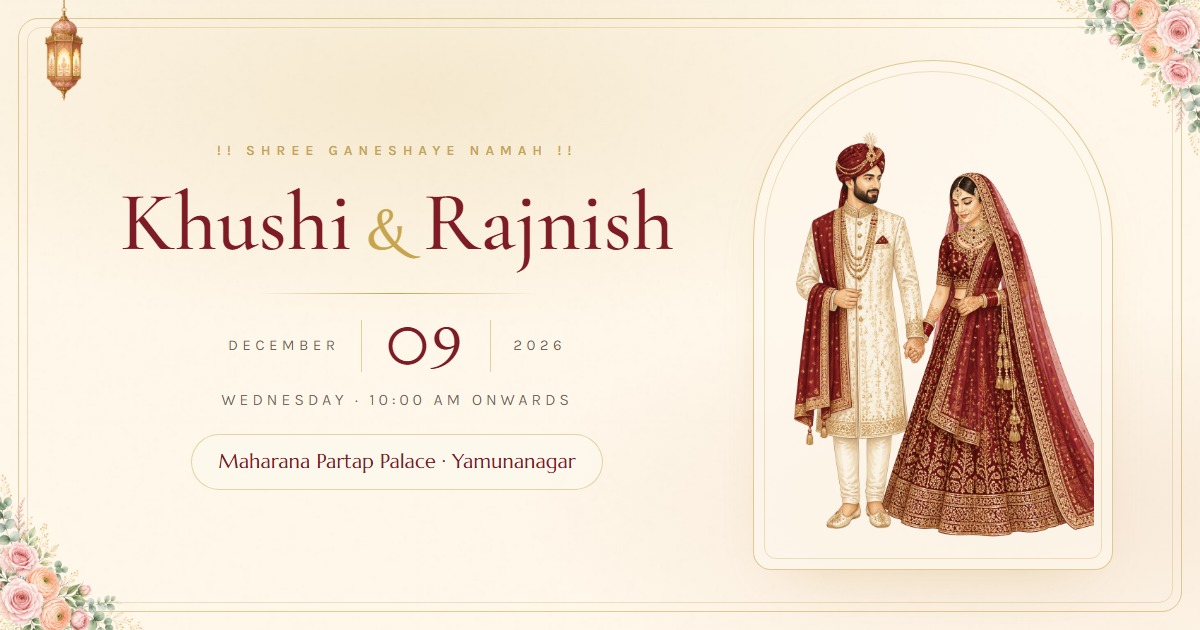 !! SHREE GANESHAYE NAMAH !!
Khushi & Rajnish
DECEMBER 09 2026
WEDNESDAY · 10:00 AM ONWARDS
Maharana Partap Palace · Yamunanagar